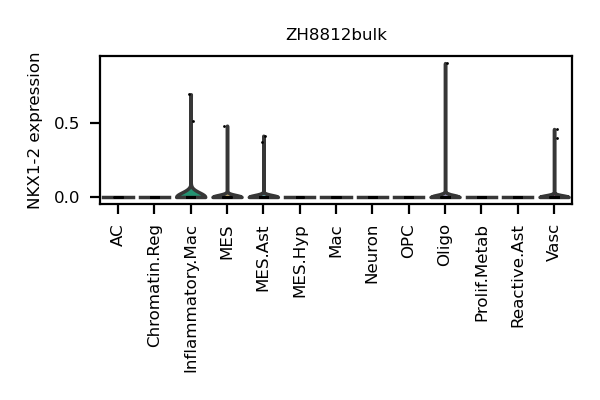 ZH8812bulk
NKX1-2 expression
0.5
0.0
AC
Chromatin.Reg
Inflammatory.Mac
MES
MES.Ast
MES.Hyp
Mac
Neuron
OPC
Oligo
Prolif.Metab
Reactive.Ast
Vasc